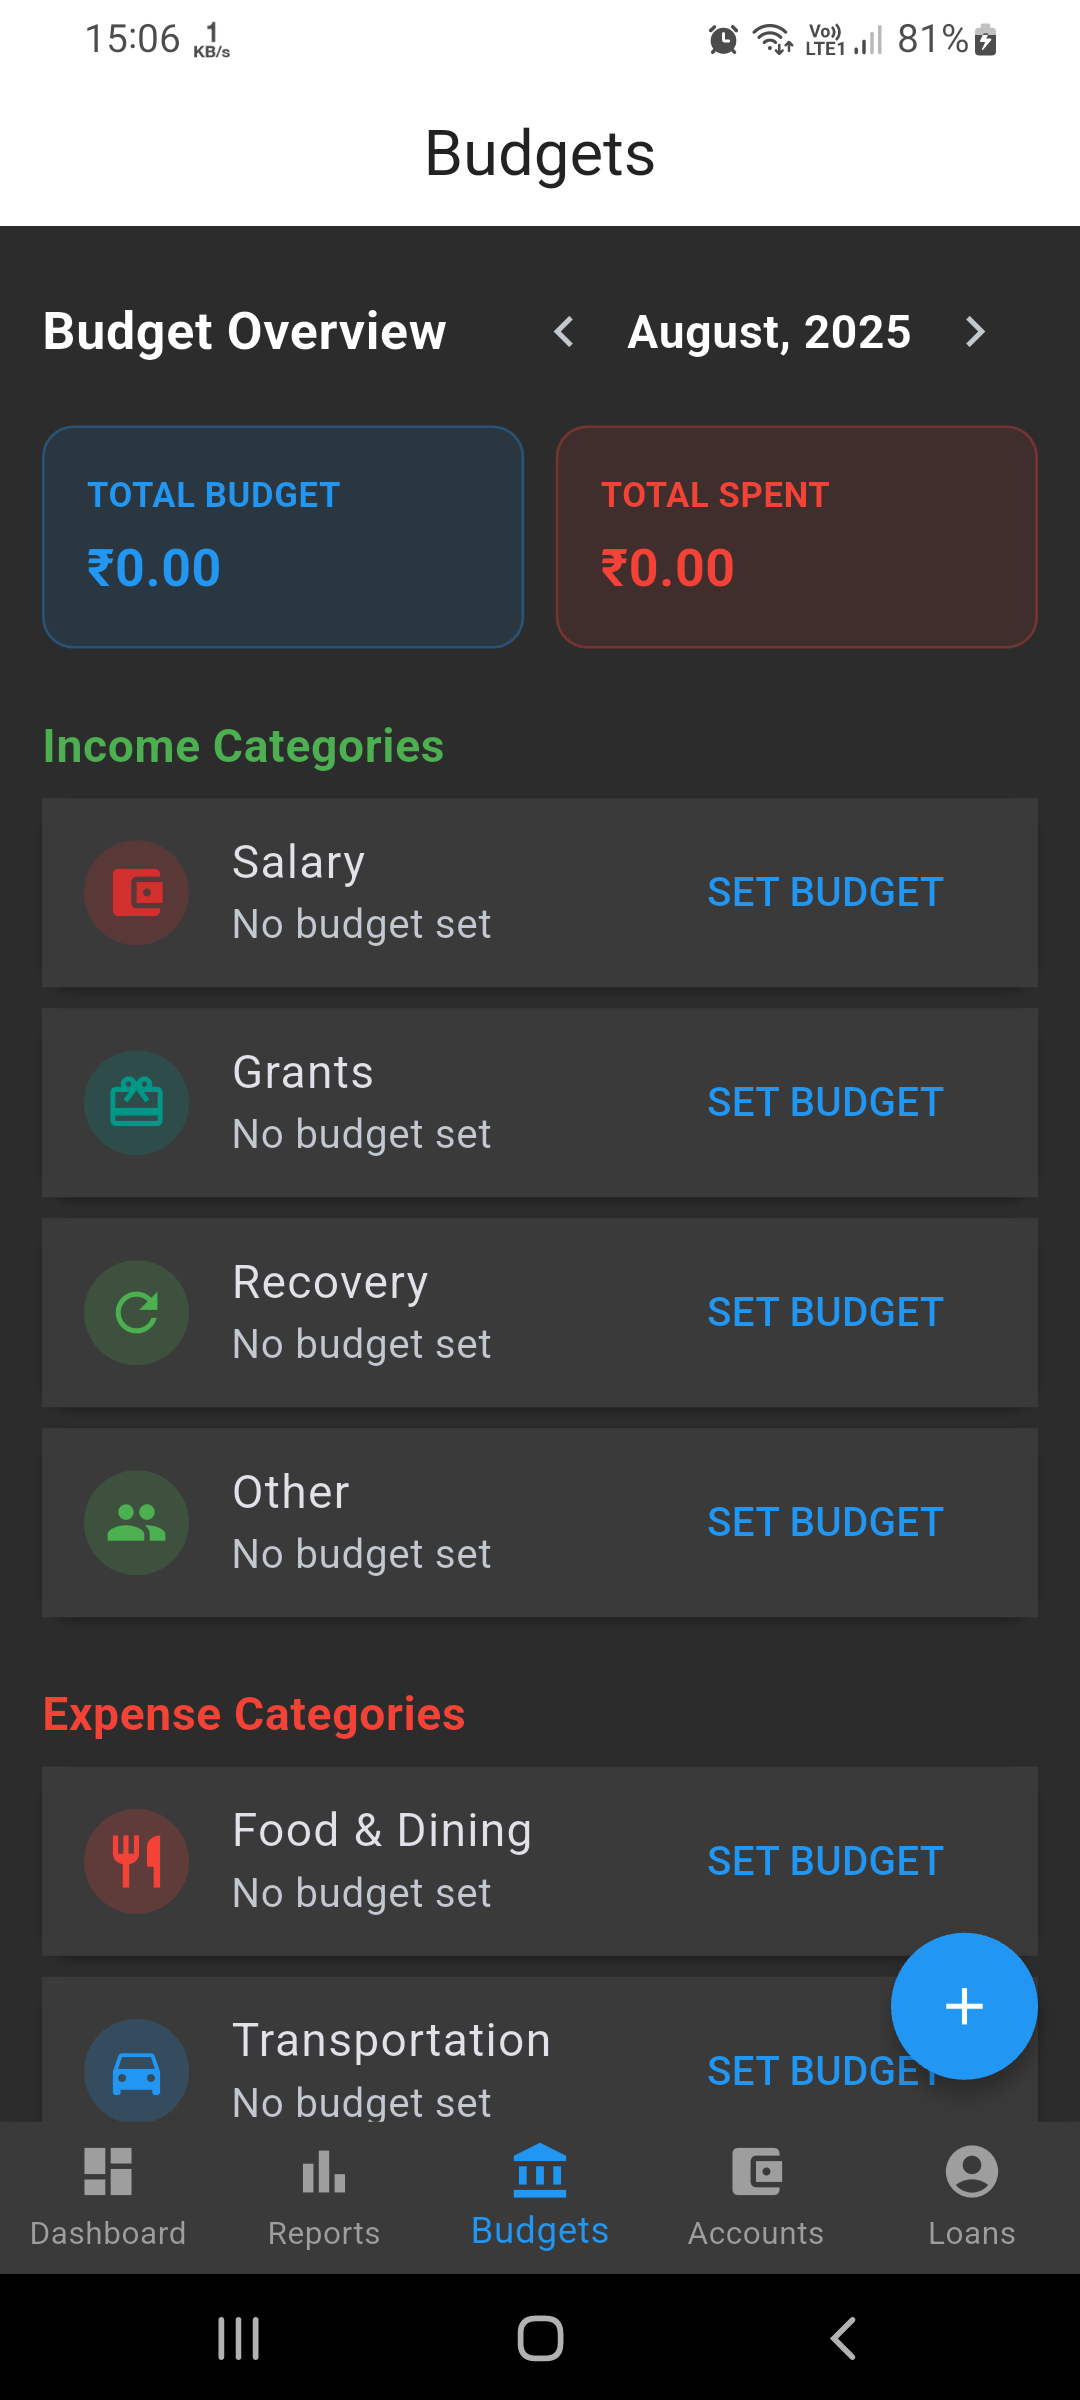 15:06 1 KB/s Vo)) LTE1 81%
Budgets
Budget Overview August, 2025
TOTAL BUDGET TOTAL SPENT
₹0.00 ₹0.00
Income Categories
Salary
No budget set
SET BUDGET
Grants
No budget set
SET BUDGET
Recovery
No budget set
SET BUDGET
Other
No budget set
SET BUDGET
Expense Categories
Food & Dining
No budget set
SET BUDGET
Transportation
No budget set
SET BUDGET
Dashboard Reports Budgets Accounts Loans